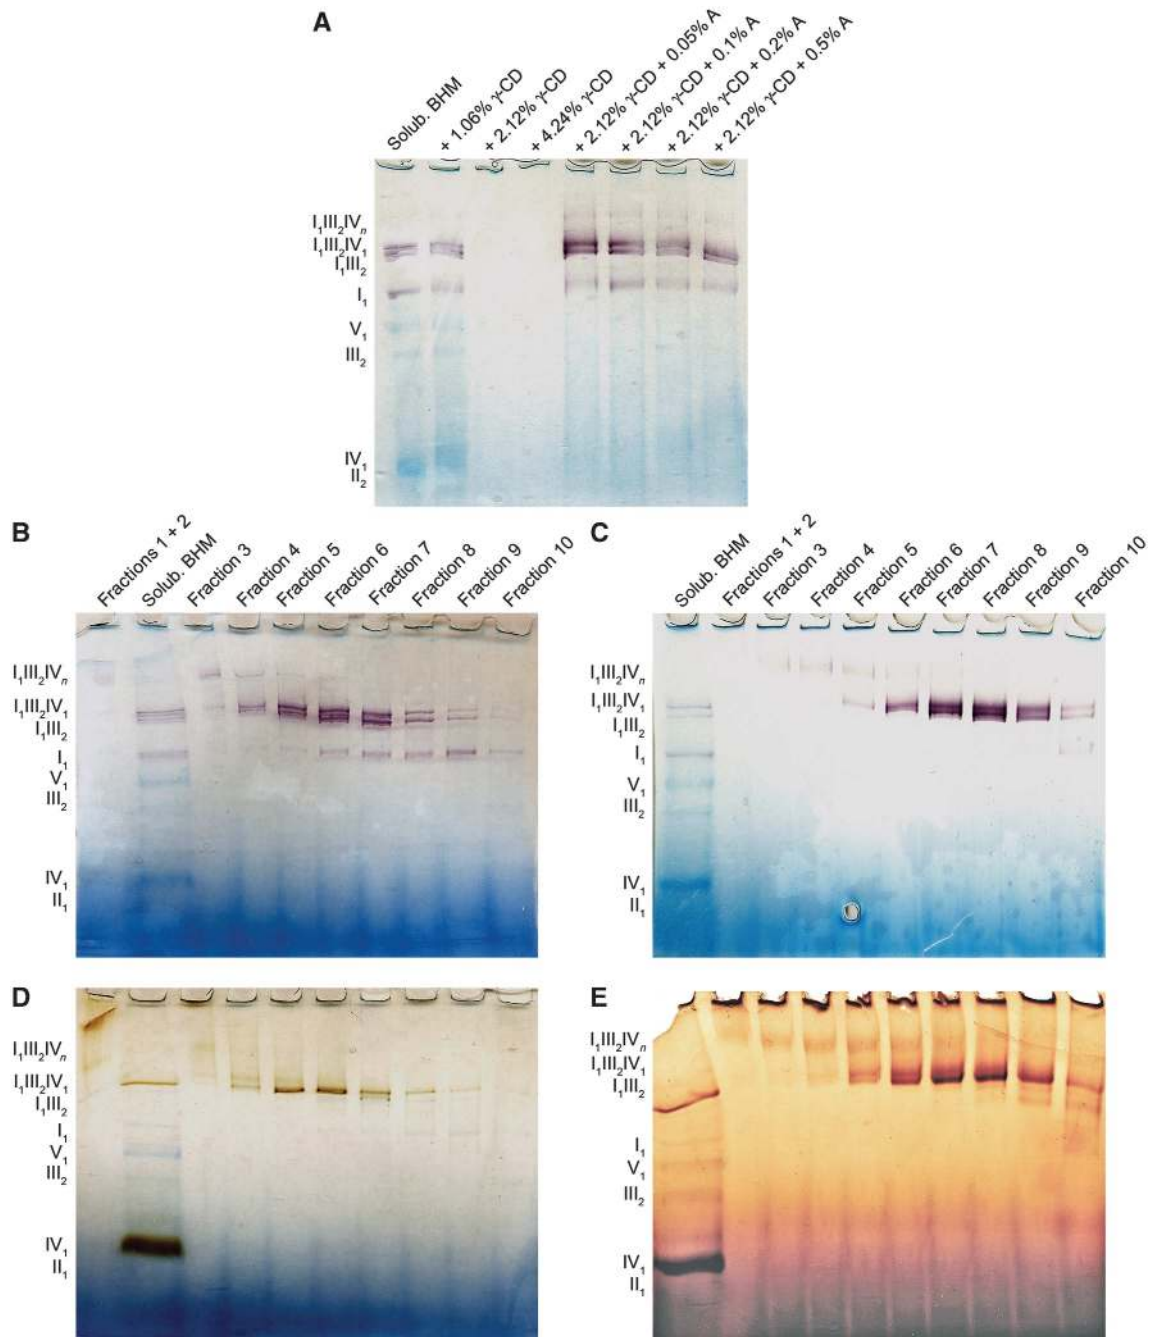 A
Solub. BHM
+ 1.06% γ-CD
+ 2.12% γ-CD
+ 4.24% γ-CD
+ 2.12% γ-CD + 0.05% A
+ 2.12% γ-CD + 0.1% A
+ 2.12% γ-CD + 0.2% A
+ 2.12% γ-CD + 0.5% A
I₁III₂IVₙ
I₁III₂IV₁
I₁III₂
I₁
V₁
III₂
IV₁
II₂
B
Fractions 1 + 2
Solub. BHM
Fraction 3
Fraction 4
Fraction 5
Fraction 6
Fraction 7
Fraction 8
Fraction 9
Fraction 10
I₁III₂IVₙ
I₁III₂IV₁
I₁III₂
I₁
V₁
III₂
IV₁
II₁
C
Solub. BHM
Fractions 1 + 2
Fraction 3
Fraction 4
Fraction 5
Fraction 6
Fraction 7
Fraction 8
Fraction 9
Fraction 10
I₁III₂IVₙ
I₁III₂IV₁
I₁III₂
I₁
V₁
III₂
IV₁
II₁
D
I₁III₂IVₙ
I₁III₂IV₁
I₁III₂
I₁
V₁
III₂
IV₁
II₁
E
I₁III₂IVₙ
I₁III₂IV₁
I₁III₂
I₁
V₁
III₂
IV₁
II₁